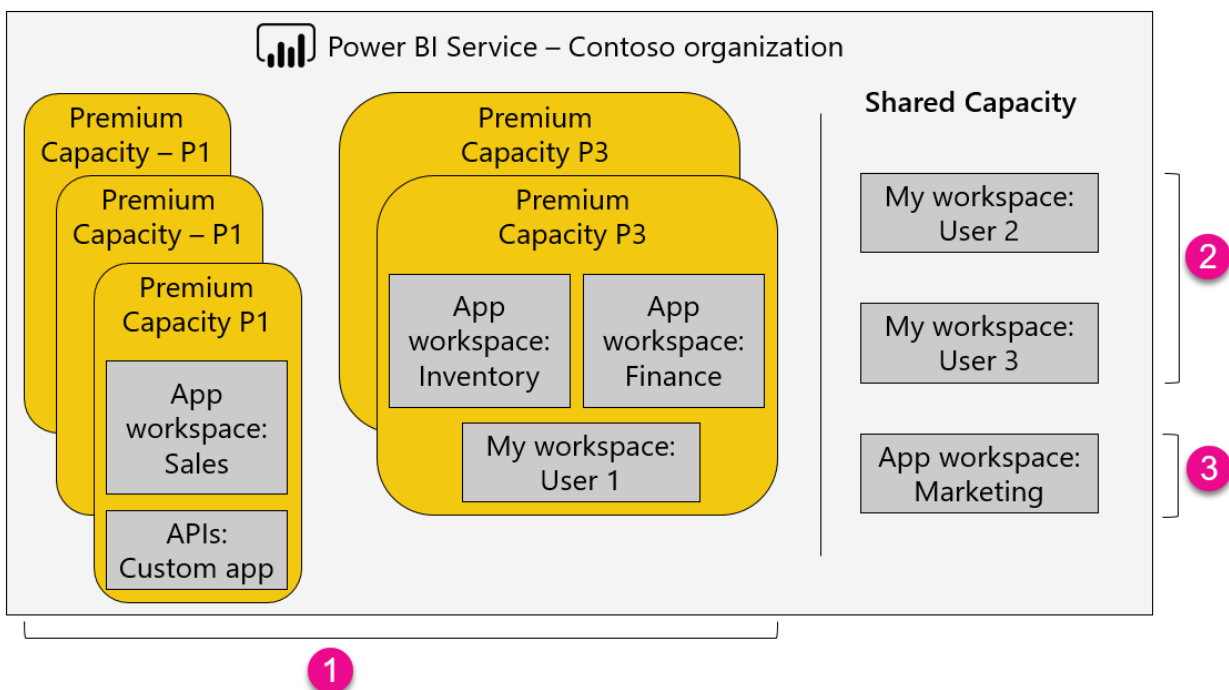 Power BI Service – Contoso organization
Premium
Capacity – P1
Premium
Capacity – P1
Premium
Capacity P1
App
workspace:
Sales
APIs:
Custom app
Premium
Capacity P3
Premium
Capacity P3
App
workspace:
Inventory
App
workspace:
Finance
My workspace:
User 1
Shared Capacity
My workspace:
User 2
My workspace:
User 3
App workspace:
Marketing
2
3
1